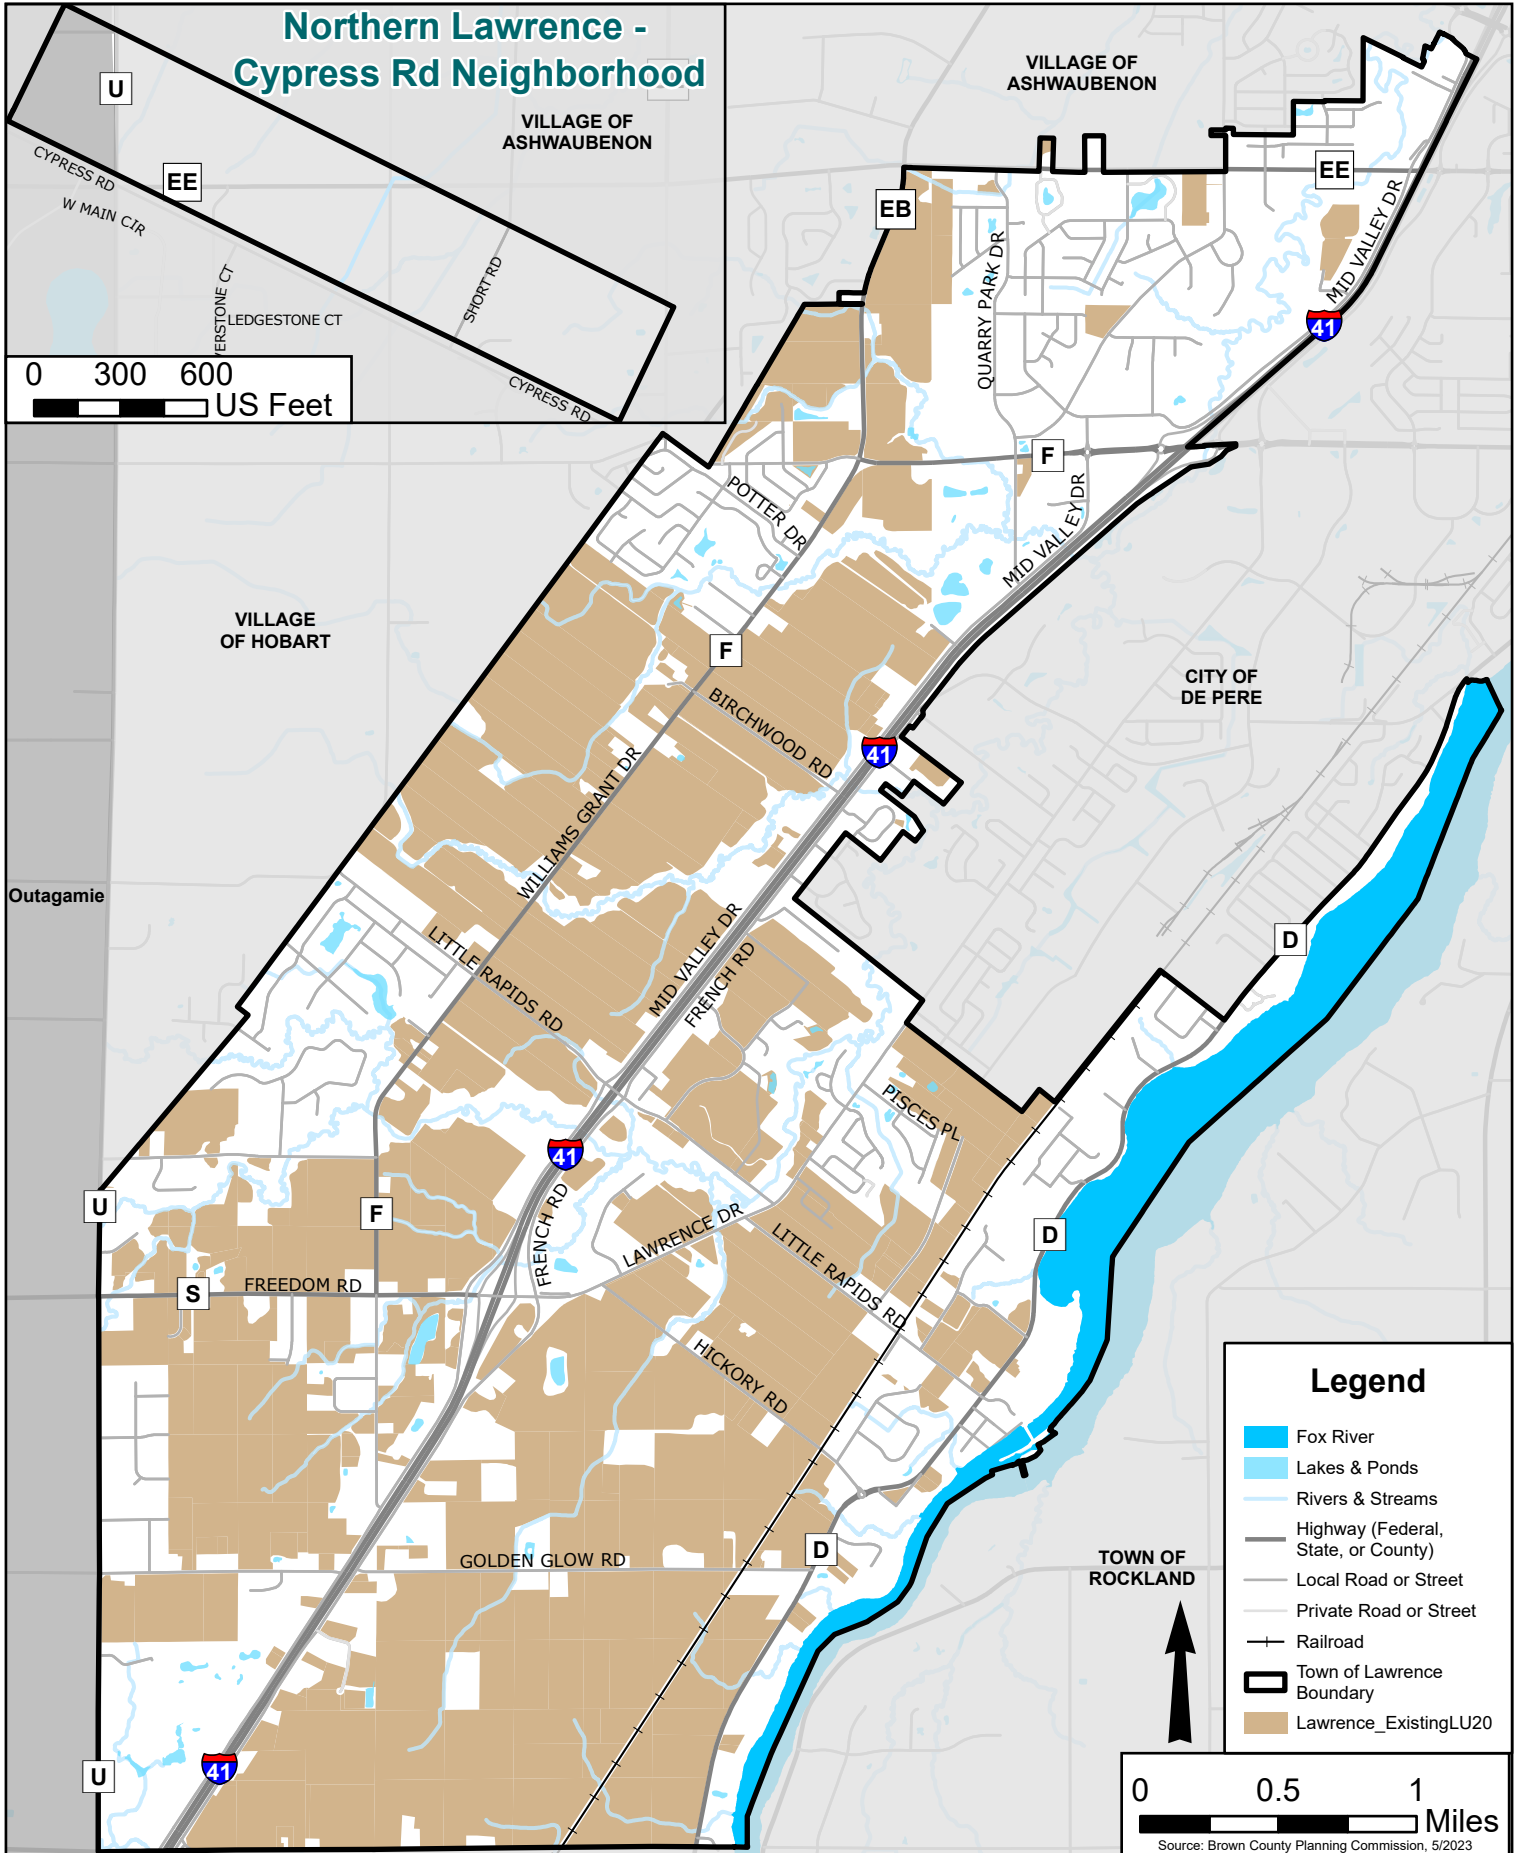 Northern Lawrence -
Cypress Rd Neighborhood
U
VILLAGE OF
ASHWAUBENON
EE
CYPRESS RD
W MAIN CIR
VERSTONE CT
LEDGESTONE CT
SHORT RD
CYPRESS RD
0 300 600
US Feet
VILLAGE OF
ASHWAUBENON
EE
EB
MID VALLEY DR
QUARRY PARK DR
41
F
POTTER DR
MID VALLEY DR
VILLAGE
OF HOBART
F
CITY OF
DE PERE
BIRCHWOOD RD
41
WILLIAMS GRANT DR
Outagamie
MID VALLEY DR
FRENCH RD
D
LITTLE RAPIDS RD
PISCES PL
41
U
F
FRENCH RD
LAWRENCE DR
D
LITTLE RAPIDS RD
S
FREEDOM RD
HICKORY RD
GOLDEN GLOW RD
D
TOWN OF
ROCKLAND
U
41
Legend
Fox River
Lakes & Ponds
Rivers & Streams
Highway (Federal,
State, or County)
Local Road or Street
Private Road or Street
Railroad
Town of Lawrence
Boundary
Lawrence_ExistingLU20
0 0.5 1
Miles
Source: Brown County Planning Commission, 5/2023